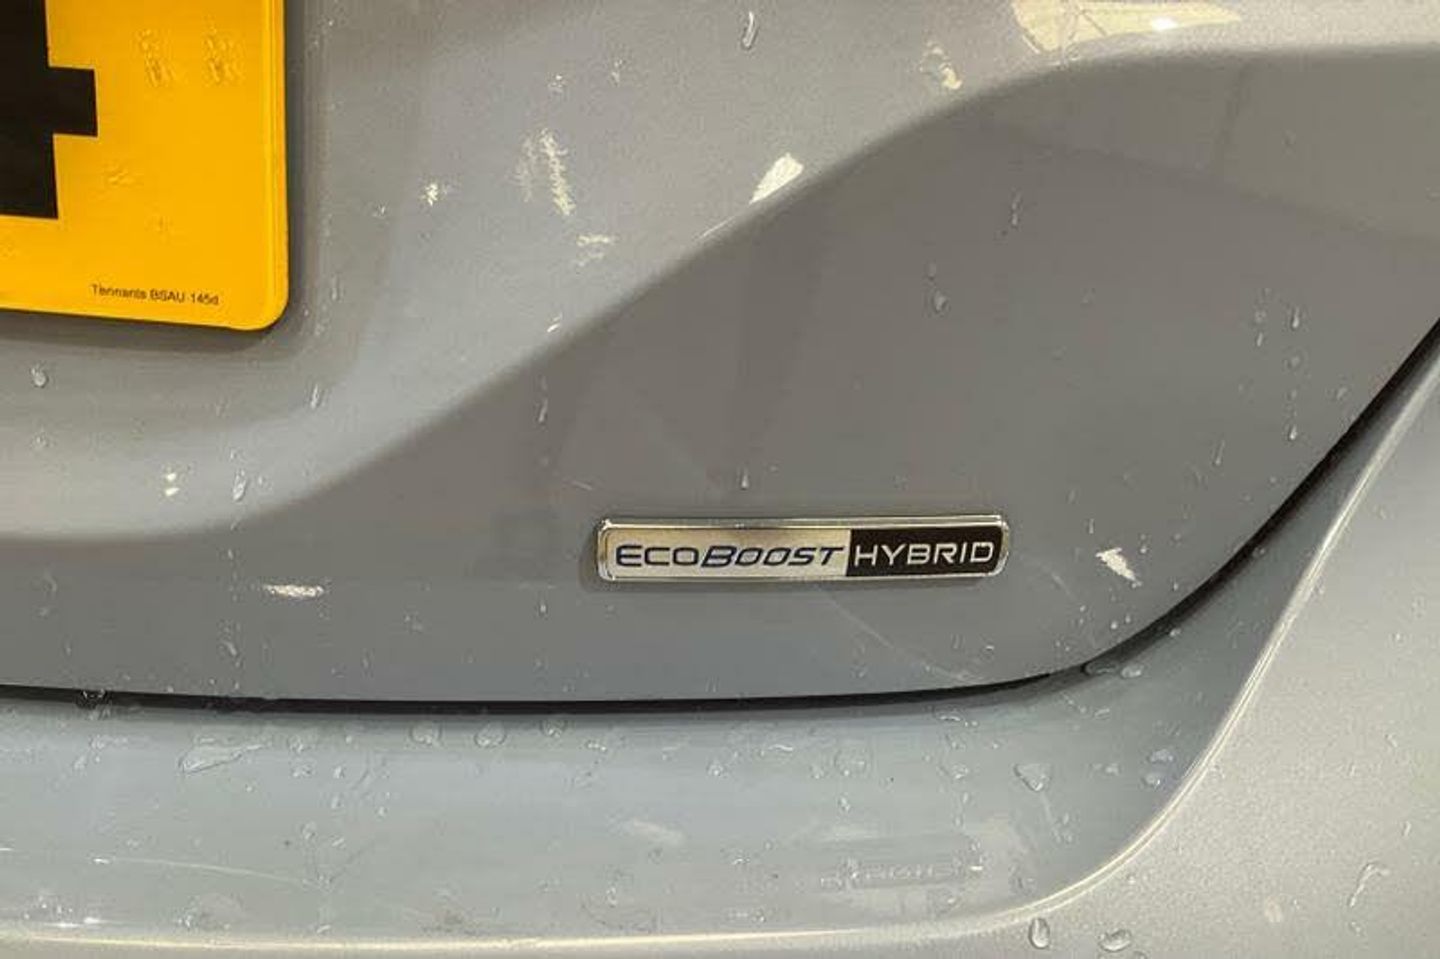 Tennants BSAU 145d
ECOBOOST HYBRID